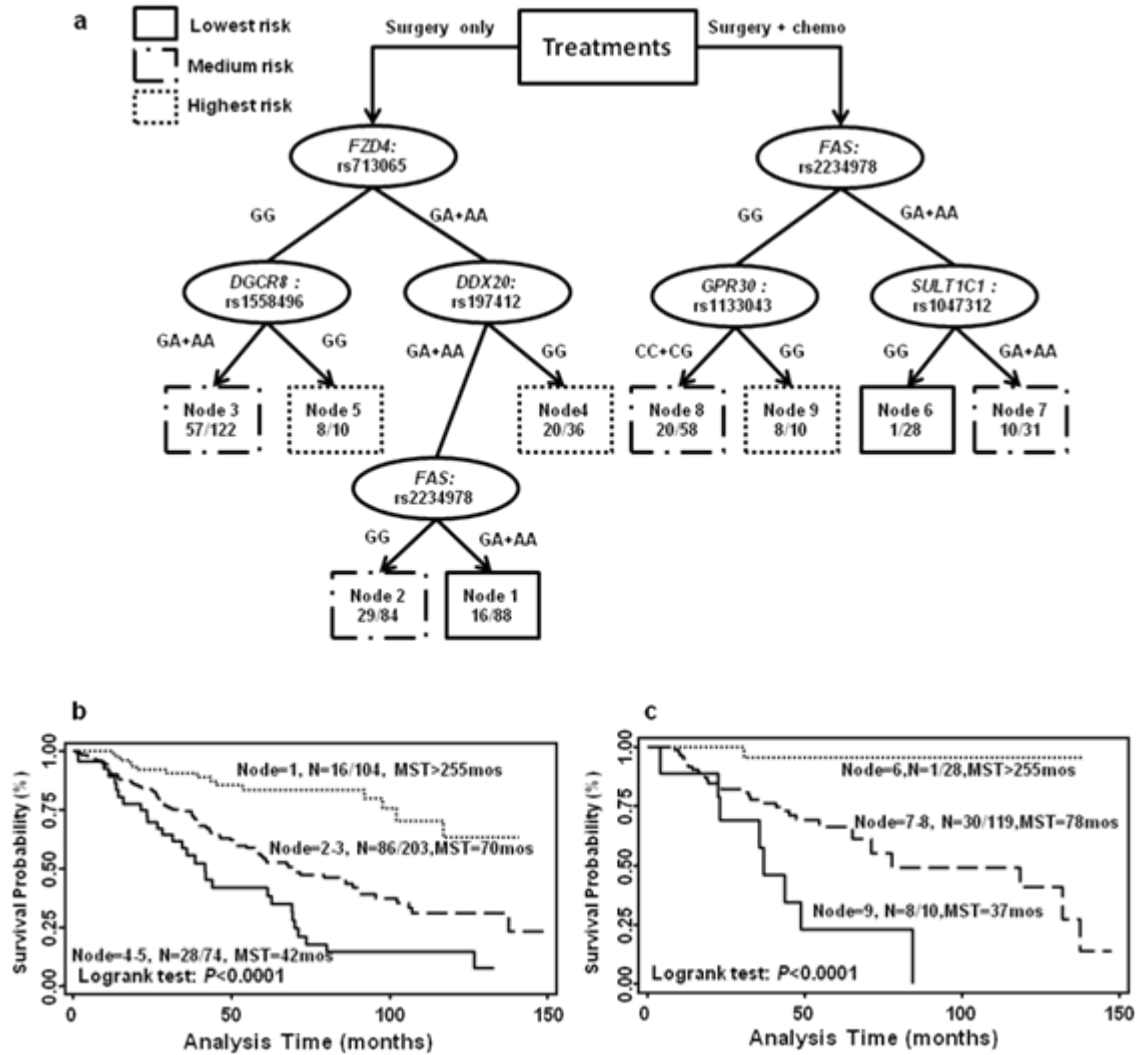 a
Lowest risk
Medium risk
Highest risk
Surgery only
Treatments
Surgery + chemo
FZD4:
rs713065
FAS:
rs2234978
GG
GA+AA
GG
GA+AA
DGCR8 :
rs1558496
DDX20:
rs197412
GPR30 :
rs1133043
SULT1C1 :
rs1047312
GA+AA
GG
GA+AA
GG
CC+CG
GG
GG
GA+AA
Node 3
57/122
Node 5
8/10
Node4
20/36
Node 8
20/58
Node 9
8/10
Node 6
1/28
Node 7
10/31
FAS:
rs2234978
GG
GA+AA
Node 2
29/84
Node 1
16/88
b
Survival Probability (%)
1.00
0.75
0.50
0.25
0.00
Node=1, N=16/104, MST>255mos
Node=2-3, N=86/203,MST=70mos
Node=4-5, N=28/74, MST=42mos
Logrank test: P<0.0001
0
50
100
150
Analysis Time (months)
c
Survival Probability (%)
1.00
0.75
0.50
0.25
0.00
Node=6,N=1/28,MST>255mos
Node=7-8, N=30/119,MST=78mos
Node=9, N=8/10,MST=37mos
Logrank test: P<0.0001
0
50
100
150
Analysis Time (months)